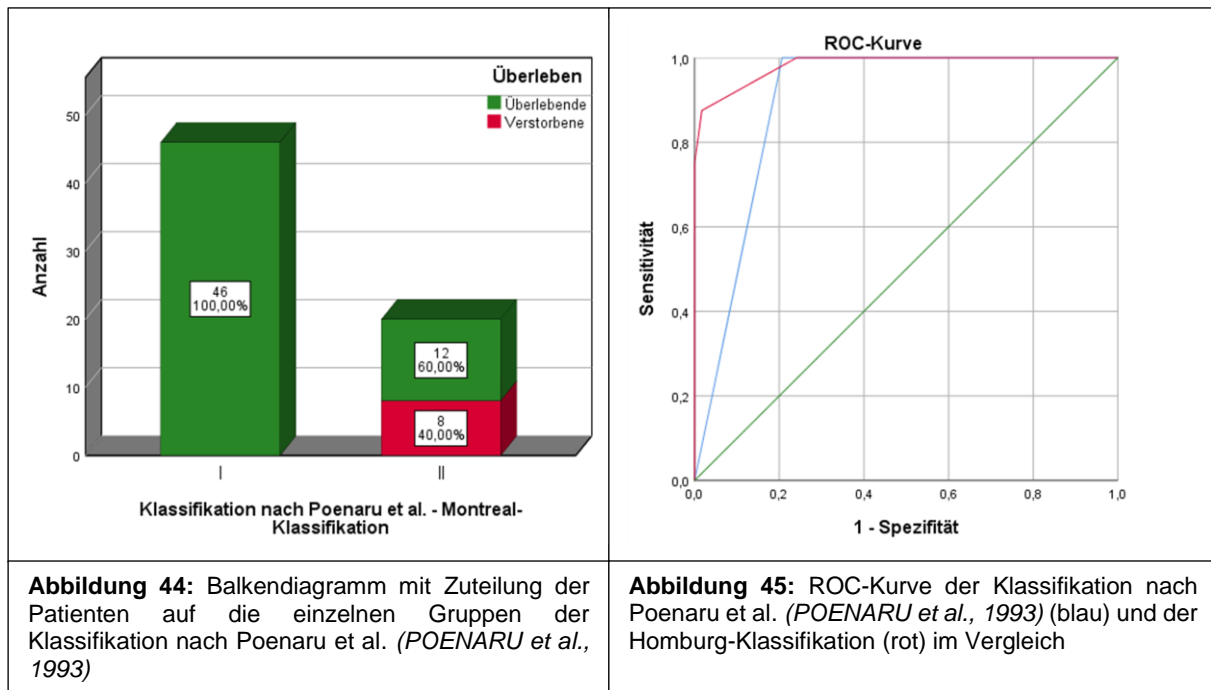 Überleben
Überlebende
Verstorbene
50
40
30
20
10
0
Anzahl
46
100,00%
12
60,00%
8
40,00%
I
II
Klassifikation nach Poenaru et al. - Montreal-
Klassifikation
ROC-Kurve
1,0
0,8
0,6
0,4
0,2
0,0
Sensitivität
0,0
0,2
0,4
0,6
0,8
1,0
1 - Spezifität
Abbildung 44: Balkendiagramm mit Zuteilung der
Patienten auf die einzelnen Gruppen der
Klassifikation nach Poenaru et al. (POENARU et al.,
1993)
Abbildung 45: ROC-Kurve der Klassifikation nach
Poenaru et al. (POENARU et al., 1993) (blau) und der
Homburg-Klassifikation (rot) im Vergleich